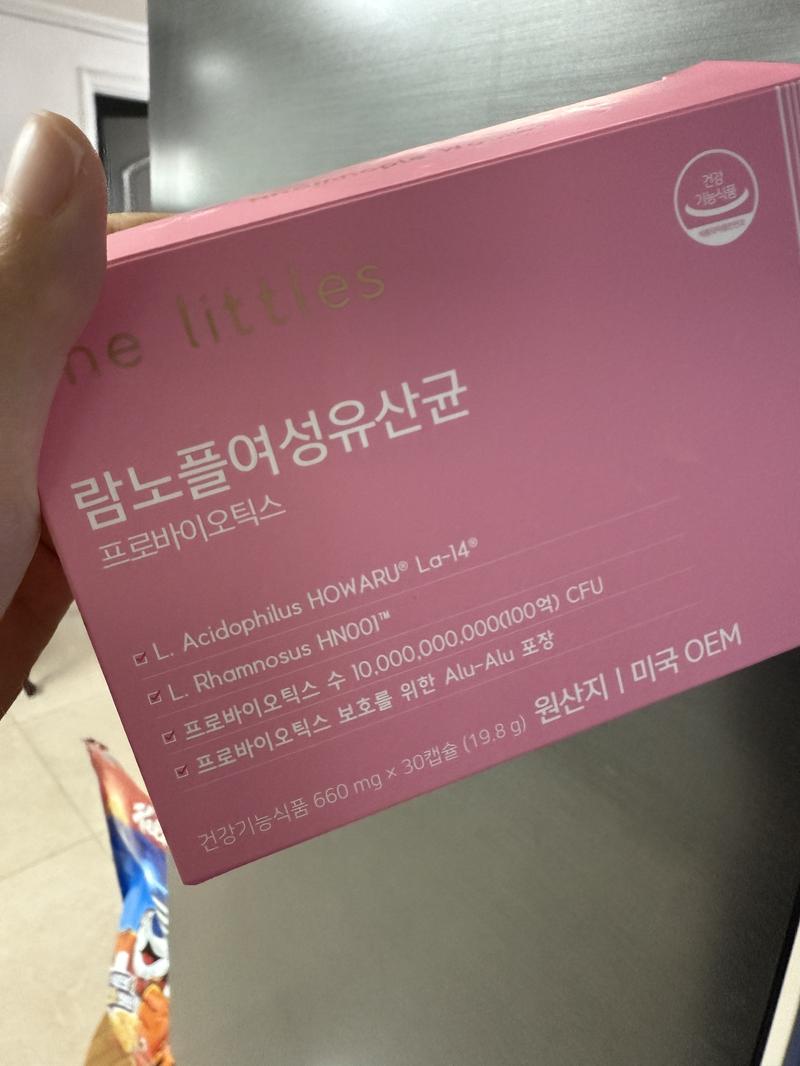 건강
기능식품
he littles
람노플여성유산균
프로바이오틱스
L. Acidophilus HOWARU® La-14®
L. Rhamnosus HN001™
프로바이오틱스 수 10,000,000,000(100억) CFU
프로바이오틱스 보호를 위한 Alu-Alu 포장
건강기능식품 660 mg × 30캡슐 (19.8 g) 원산지 | 미국 OEM